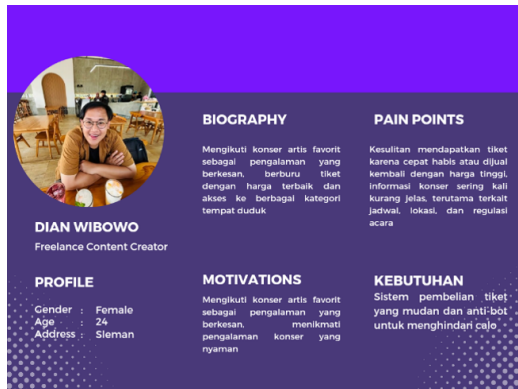 BIOGRAPHY
Mengikuti konser artis favorit
sebagai pengalaman yang
berkesan, berburu tiket
dengan harga terbaik dan
akses ke berbagai kategori
tempat duduk
PAIN POINTS
Kesulitan mendapatkan tiket
karena cepat habis atau dijual
kembali dengan harga tinggi,
informasi konser sering kali
kurang jelas, terutama terkait
jadwal, lokasi, dan regulasi
acara
DIAN WIBOWO
Freelance Content Creator
PROFILE
Gender : Female
Age : 24
Address : Sleman
MOTIVATIONS
Mengikuti konser artis favorit
sebagai pengalaman yang
berkesan, menikmati
pengalaman konser yang
nyaman
KEBUTUHAN
Sistem pembelian tiket
yang mudan dan anti-bot
untuk menghindari calo